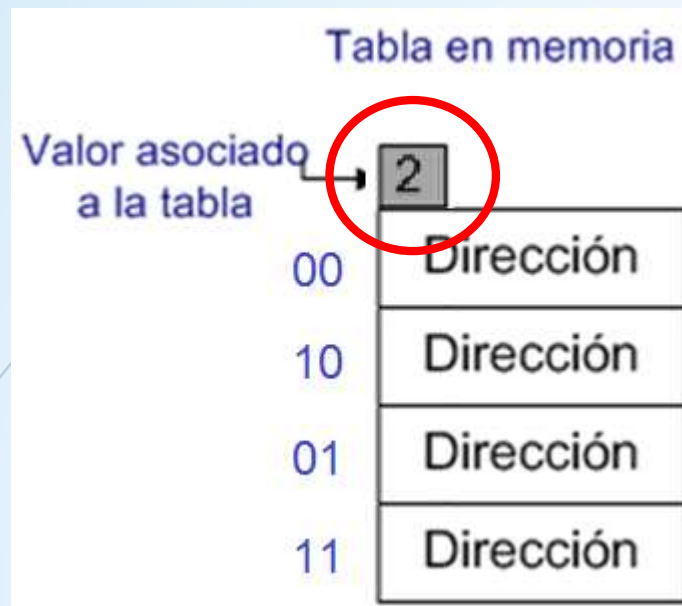 Tabla en memoria
Valor asociado
a la tabla
2
00 Dirección
10 Dirección
01 Dirección
11 Dirección